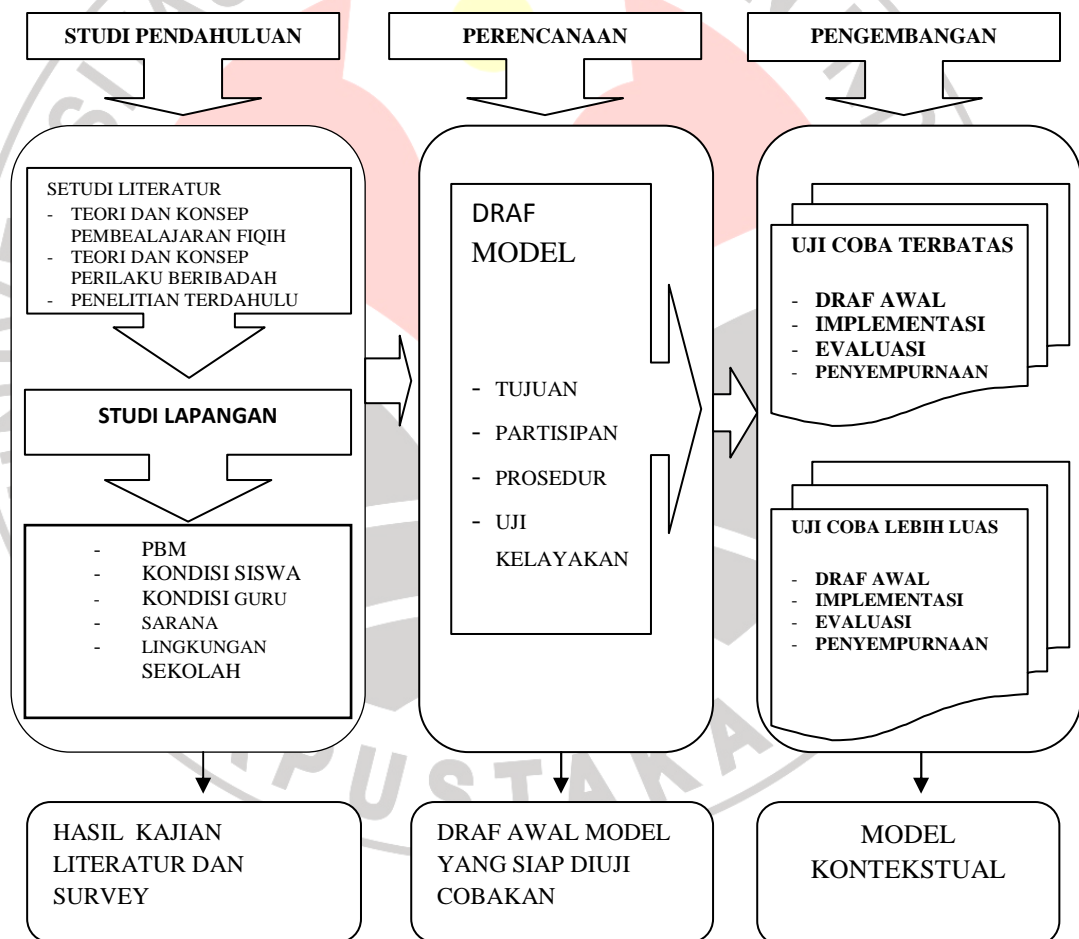 STUDI PENDAHULUAN
SETUDI LITERATUR
- TEORI DAN KONSEP
PEMBEALAJARAN FIQIH
- TEORI DAN KONSEP
PERILAKU BERIBADAH
- PENELITIAN TERDAHULU
STUDI LAPANGAN
- PBM
- KONDISI SISWA
- KONDISI GURU
- SARANA
- LINGKUNGAN
SEKOLAH
HASIL KAJIAN
LITERATUR DAN
SURVEY
PERENCANAAN
DRAF
MODEL
- TUJUAN
- PARTISIPAN
- PROSEDUR
- UJI
KELAYAKAN
DRAF AWAL MODEL
YANG SIAP DIUJI
COBAKAN
PENGEMBANGAN
UJI COBA TERBATAS
- DRAF AWAL
- IMPLEMENTASI
- EVALUASI
- PENYEMPURNAAN
UJI COBA LEBIH LUAS
- DRAF AWAL
- IMPLEMENTASI
- EVALUASI
- PENYEMPURNAAN
MODEL
KONTEKSTUAL